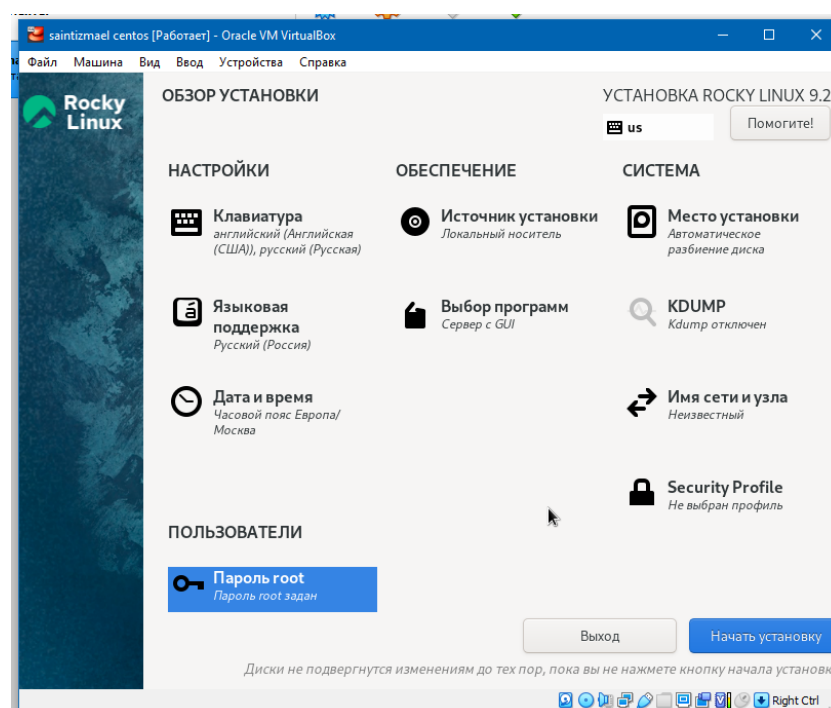 saintizmael centos [Работает] - Oracle VM VirtualBox
Файл Машина Вид Ввод Устройства Справка
Rocky
Linux
ОБЗОР УСТАНОВКИ
УСТАНОВКА ROCKY LINUX 9.2
us
Помогите!
НАСТРОЙКИ
Клавиатура
английский (Английская
(США)), русский (Русская)
Языковая
поддержка
Русский (Россия)
Дата и время
Часовой пояс Европа/
Москва
ОБЕСПЕЧЕНИЕ
Источник установки
Локальный носитель
Выбор программ
Сервер с GUI
СИСТЕМА
Место установки
Автоматическое
разбиение диска
KDUMP
Kdump отключен
Имя сети и узла
Неизвестный
Security Profile
Не выбран профиль
ПОЛЬЗОВАТЕЛИ
Пароль root
Пароль root задан
Выход
Начать установку
Диски не подвергнутся изменениям до тех пор, пока вы не нажмете кнопку начала установк
Right Ctrl